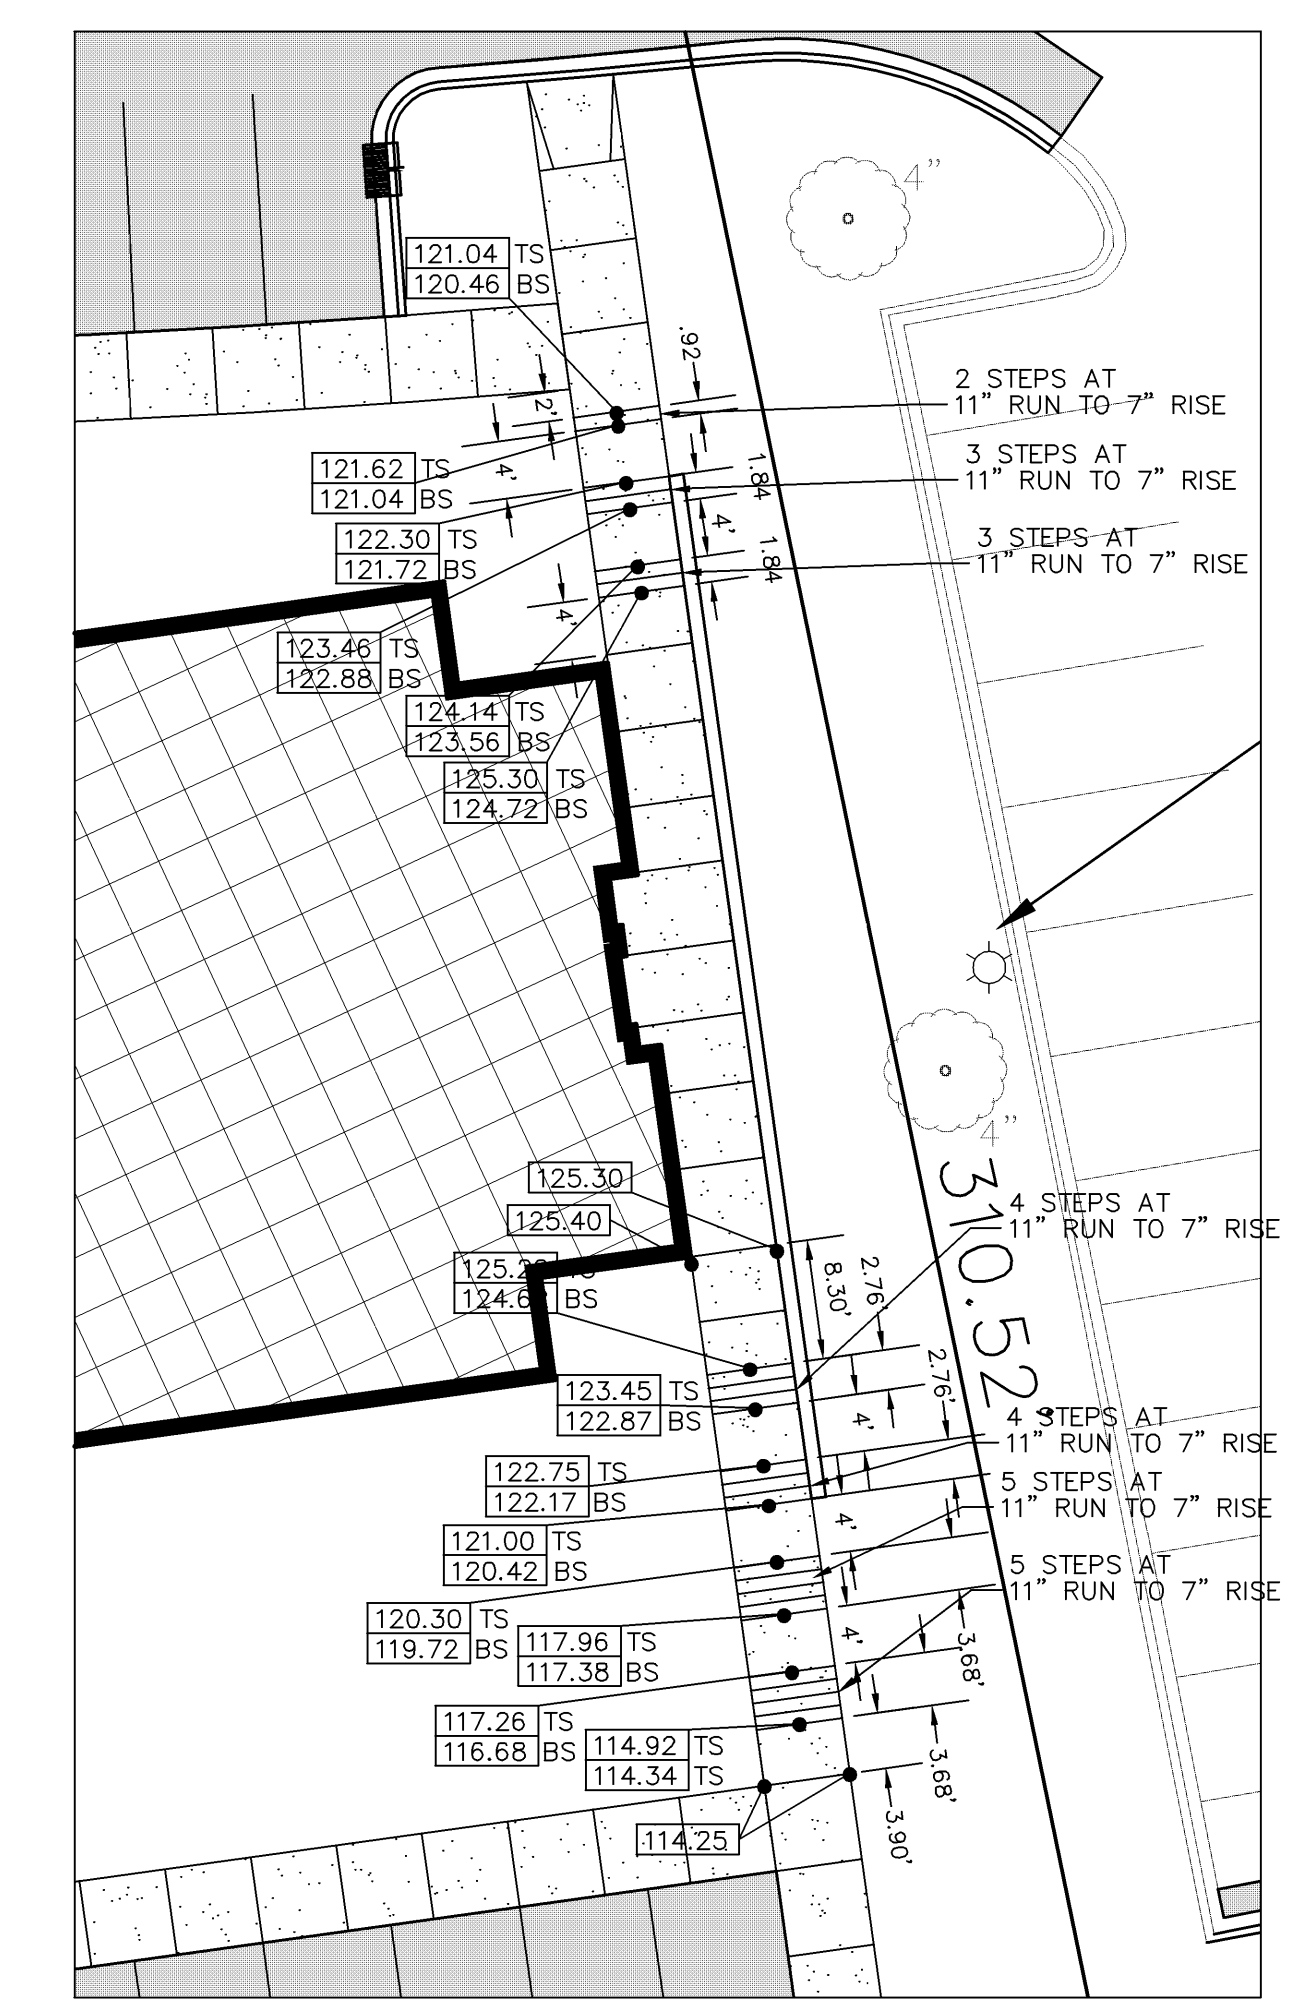 4"
121.04 TS
120.46 BS
.92
2 STEPS AT
11" RUN TO 7" RISE
2'
4'
121.62 TS
121.04 BS
1.84
3 STEPS AT
11" RUN TO 7" RISE
4'
122.30 TS
121.72 BS
1.84
3 STEPS AT
11" RUN TO 7" RISE
4'
123.46 TS
122.88 BS
124.14 TS
123.56 BS
125.30 TS
124.72 BS
4"
310.52'
125.30
125.40
4 STEPS AT
11" RUN TO 7" RISE
TS
BS
8.30'
2.76'
2.76'
123.45 TS
122.87 BS
4'
4 STEPS AT
11" RUN TO 7" RISE
122.75 TS
122.17 BS
5 STEPS AT
11" RUN TO 7" RISE
4'
121.00 TS
120.42 BS
5 STEPS AT
11" RUN TO 7" RISE
120.30 TS
119.72 BS
117.96 TS
117.38 BS
4'
3.68'
117.26 TS
116.68 BS
114.92 TS
114.34 TS
3.68'
114.25
3.90'